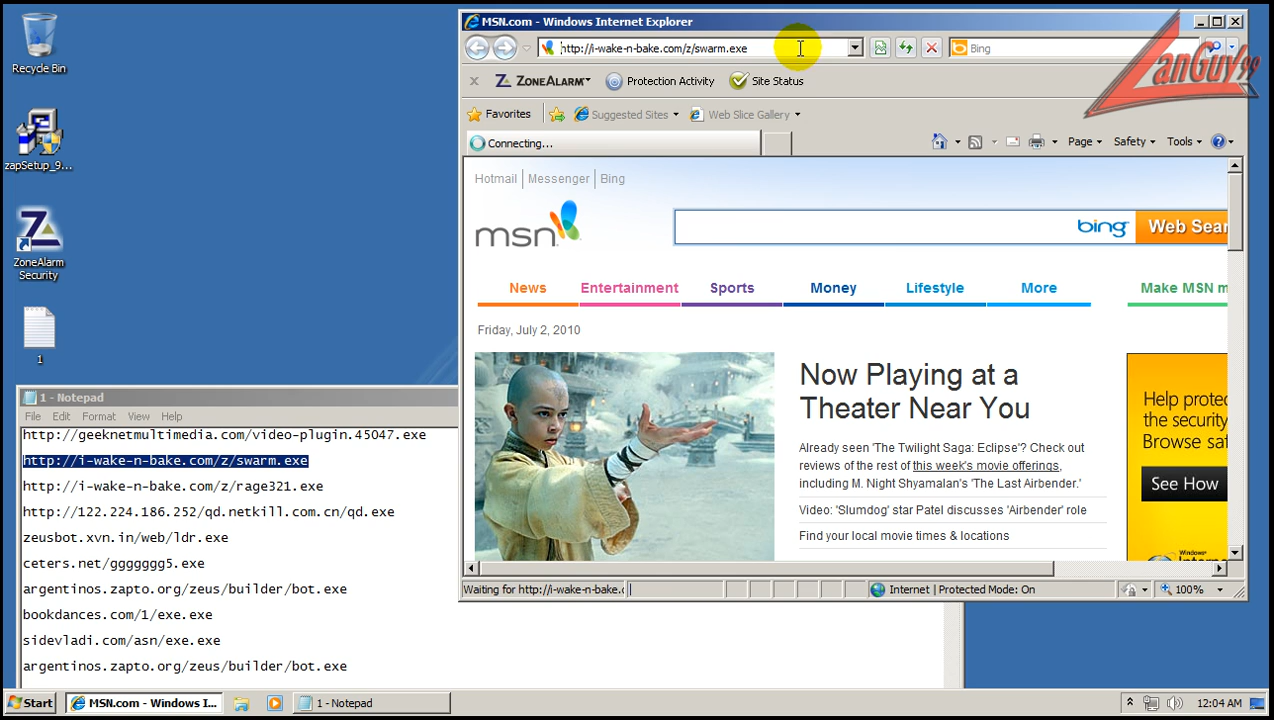 Recycle Bin
zapSetup_9...
ZoneAlarm
Security
1
MSN.com - Windows Internet Explorer
http://i-wake-n-bake.com/z/swarm.exe
Bing
LanGuy99
ZONEALARM
Protection Activity
Site Status
Favorites
Suggested Sites
Web Slice Gallery
Connecting...
Page
Safety
Tools
Hotmail
Messenger
Bing
msn
bing
Web Sear
News
Entertainment
Sports
Money
Lifestyle
More
Make MSN m
Friday, July 2, 2010
Now Playing at a
Theater Near You
Already seen 'The Twilight Saga: Eclipse'? Check out
reviews of the rest of this week's movie offerings,
including M. Night Shyamalan's 'The Last Airbender.'
Video: 'Slumdog' star Patel discusses 'Airbender' role
Find your local movie times & locations
Help protec
the security
Browse saf
See How
Windows
Waiting for http://i-wake-n-bake.c
Internet | Protected Mode: On
100%
1 - Notepad
File Edit Format View Help
http://geeknetmultimedia.com/video-plugin.45047.exe
http://i-wake-n-bake.com/z/swarm.exe
http://i-wake-n-bake.com/z/rage321.exe
http://122.224.186.252/qd.netkill.com.cn/qd.exe
zeusbot.xvn.in/web/ldr.exe
ceters.net/ggggggg5.exe
argentinos.zapto.org/zeus/builder/bot.exe
bookdances.com/1/exe.exe
sidevladi.com/asn/exe.exe
argentinos.zapto.org/zeus/builder/bot.exe
Start
MSN.com - Windows I...
1 - Notepad
12:04 AM